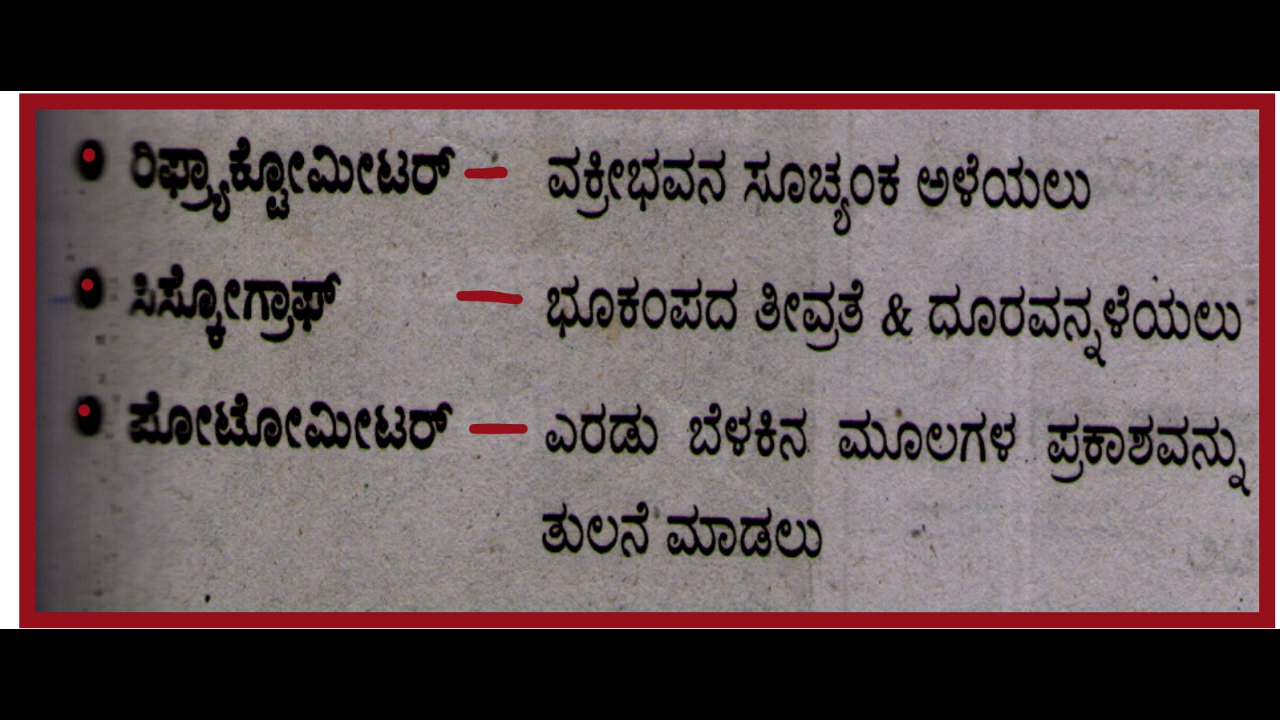 • ರಿಫ್ರ್ಯಾಕ್ಟೋಮೀಟರ್ – ವಕ್ರೀಭವನ ಸೂಚ್ಯಂಕ ಅಳೆಯಲು
• ಸಿಸ್ಕೋಗ್ರಾಫ್ – ಭೂಕಂಪದ ತೀವ್ರತೆ & ದೂರವನ್ನಳೆಯಲು
• ಪೋಟೋಮೀಟರ್ – ಎರಡು ಬೆಳಕಿನ ಮೂಲಗಳ ಪ್ರಕಾಶವನ್ನು
ತುಲನೆ ಮಾಡಲು